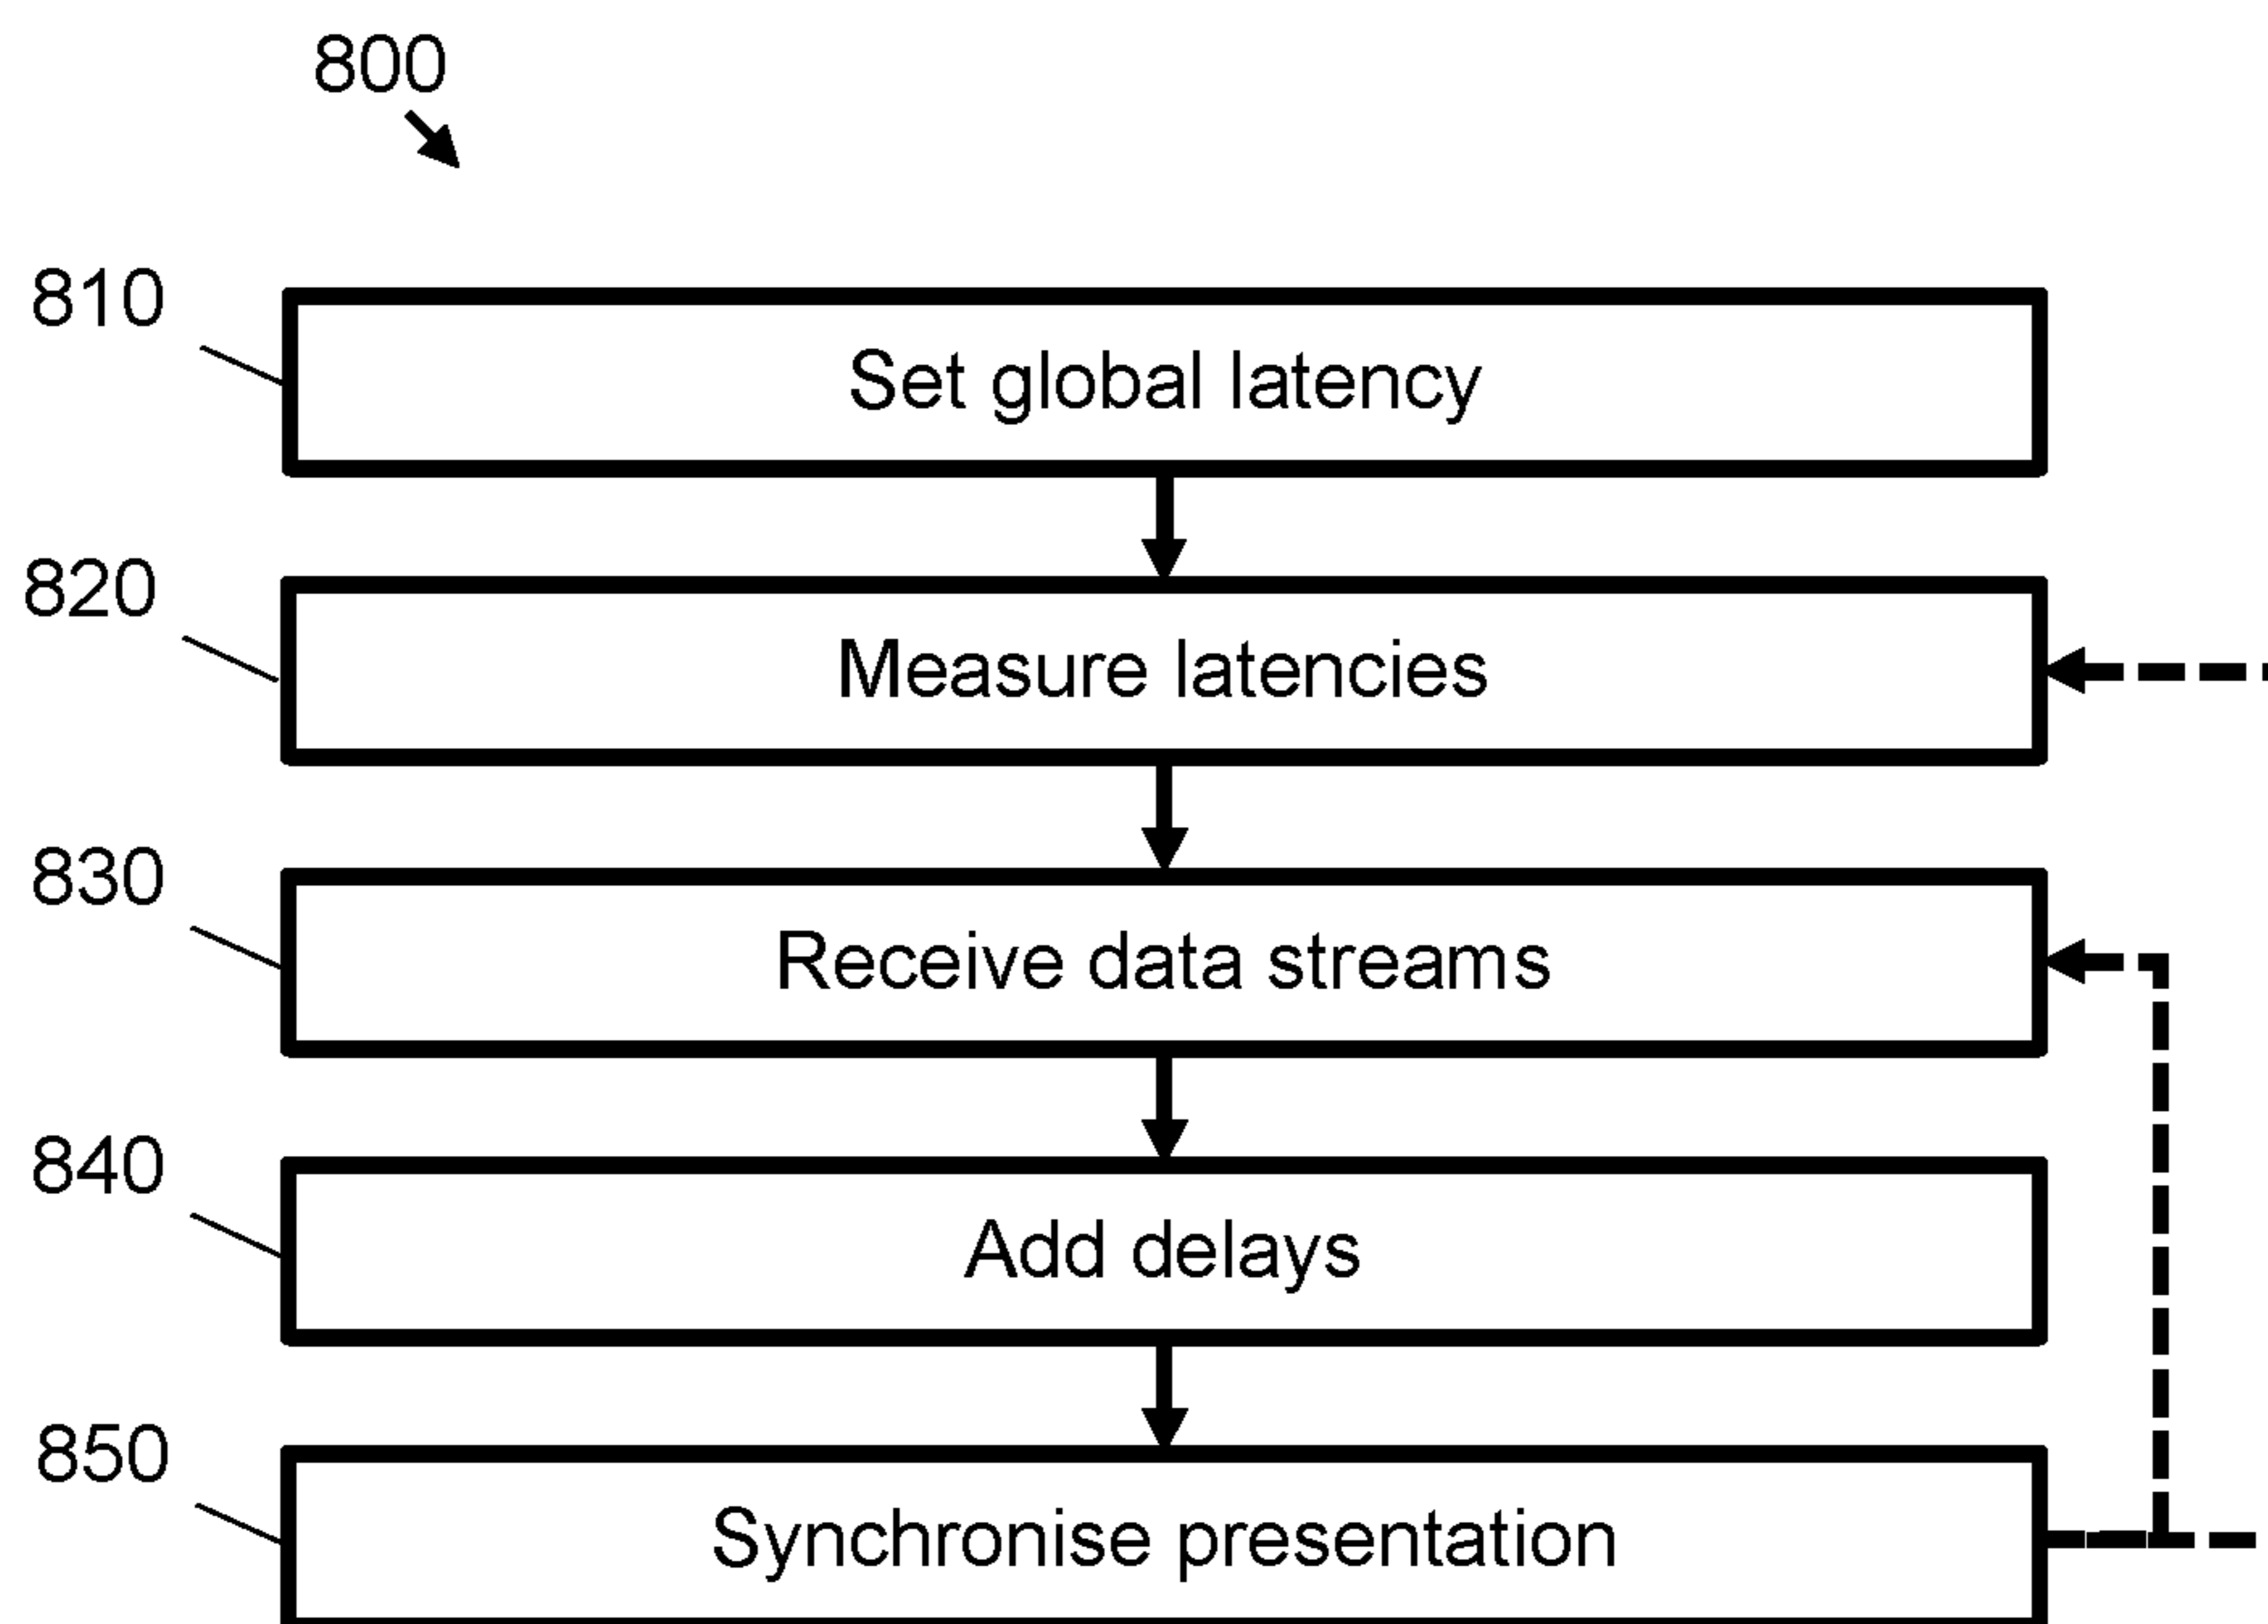 800
810
Set global latency
820
Measure latencies
830
Receive data streams
840
Add delays
850
Synchronise presentation